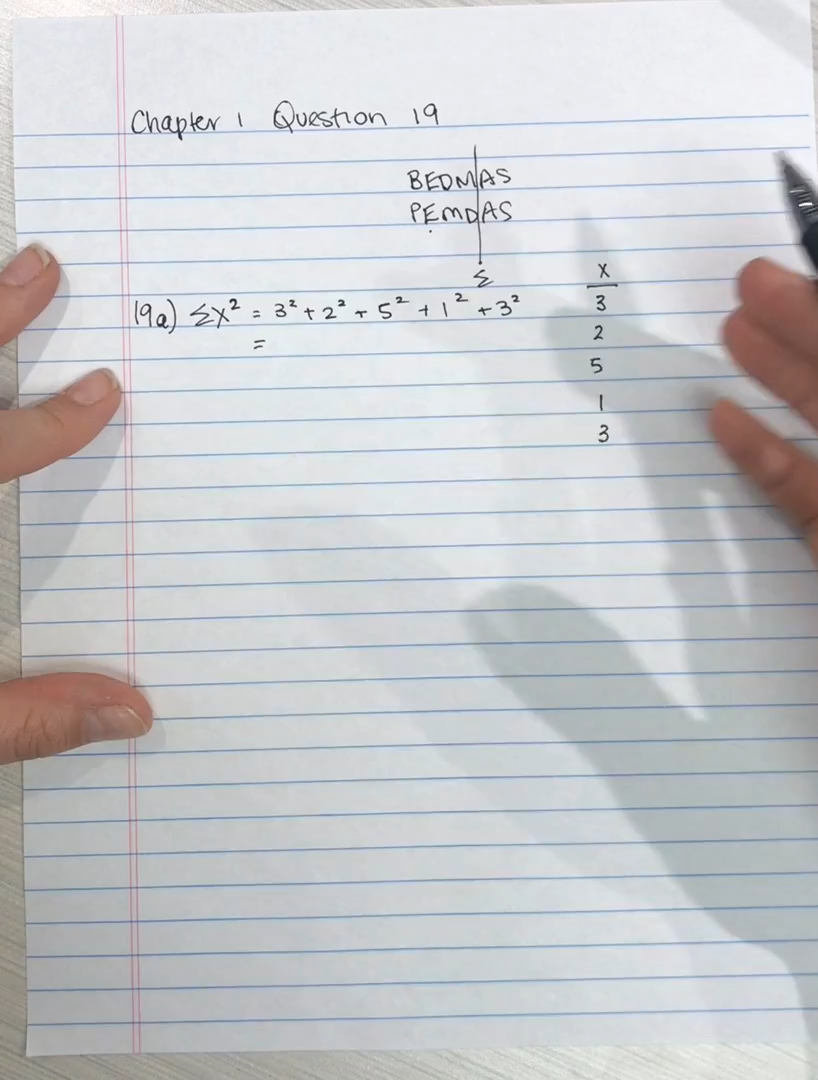 Chapter 1 Question 19
BEDMAS
PEMDAS
Σ
19a) ΣX² = 3² + 2² + 5² + 1² + 3²
=
X
3
2
5
1
3